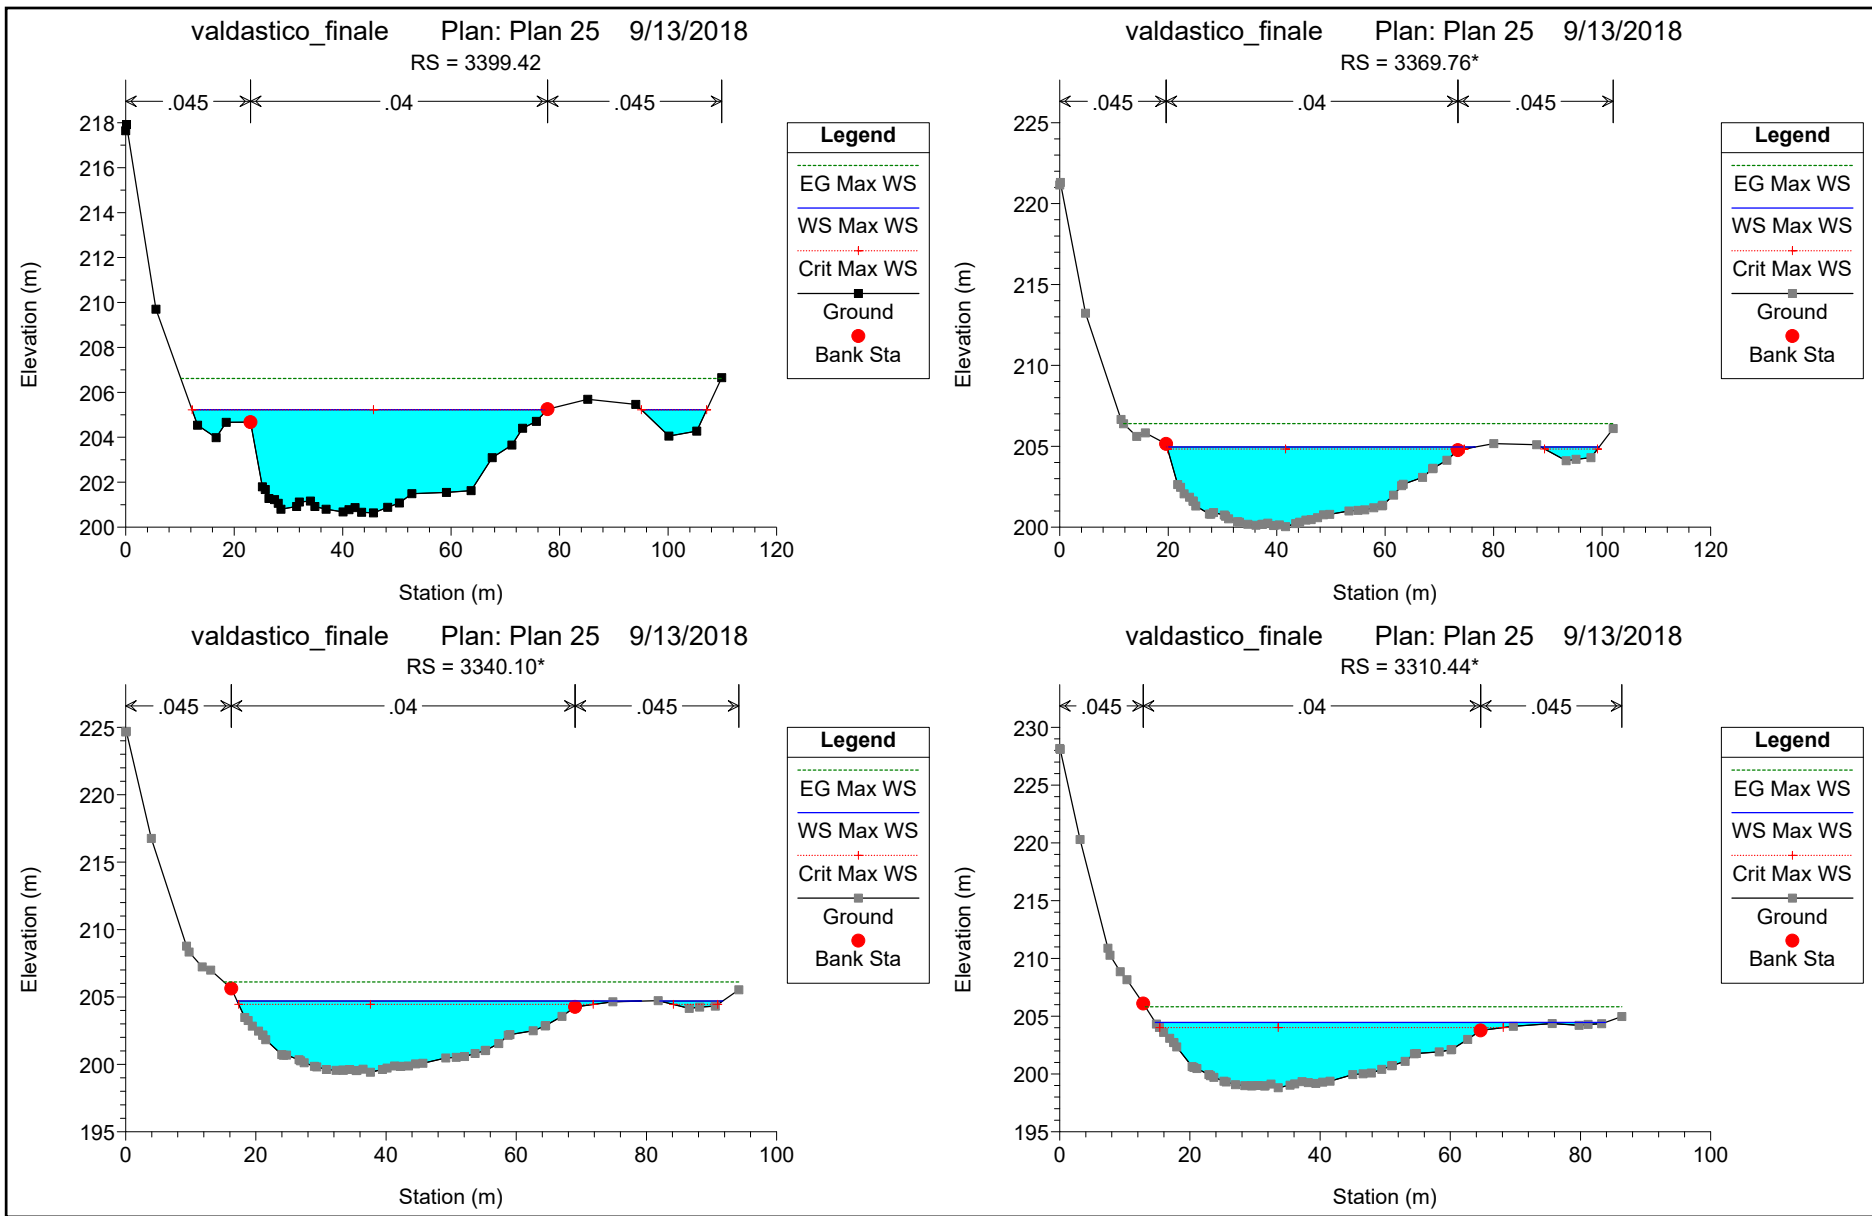 valdastico_finale Plan: Plan 25 9/13/2018
RS = 3399.42
.045 .04 .045
218
216
214
212
210
208
206
204
202
200
Elevation (m)
0 20 40 60 80 100 120
Station (m)
Legend
EG Max WS
WS Max WS
Crit Max WS
Ground
Bank Sta
valdastico_finale Plan: Plan 25 9/13/2018
RS = 3369.76*
.045 .04 .045
225
220
215
210
205
200
Elevation (m)
0 20 40 60 80 100 120
Station (m)
Legend
EG Max WS
WS Max WS
Crit Max WS
Ground
Bank Sta
valdastico_finale Plan: Plan 25 9/13/2018
RS = 3340.10*
.045 .04 .045
225
220
215
210
205
200
195
Elevation (m)
0 20 40 60 80 100
Station (m)
Legend
EG Max WS
WS Max WS
Crit Max WS
Ground
Bank Sta
valdastico_finale Plan: Plan 25 9/13/2018
RS = 3310.44*
.045 .04 .045
230
225
220
215
210
205
200
195
Elevation (m)
0 20 40 60 80 100
Station (m)
Legend
EG Max WS
WS Max WS
Crit Max WS
Ground
Bank Sta